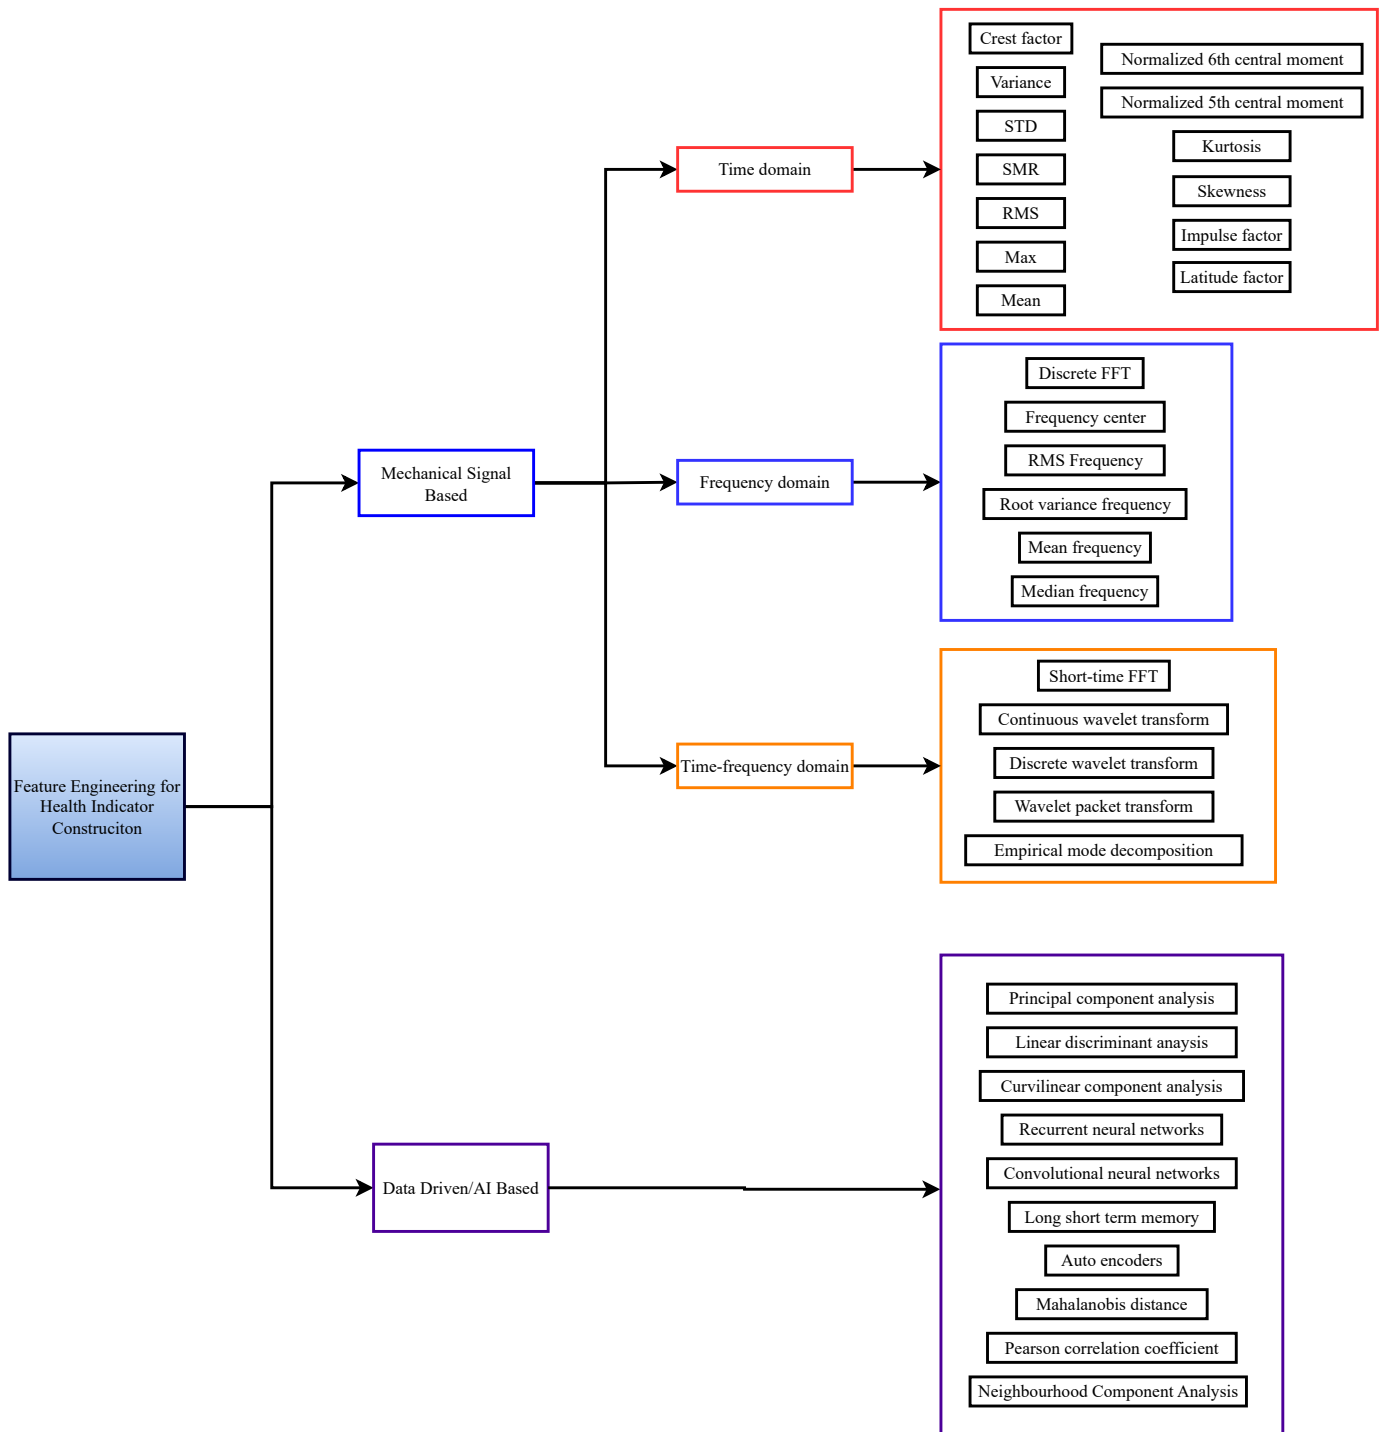 Feature Engineering for
Health Indicator
Construciton
Mechanical Signal
Based
Data Driven/AI Based
Time domain
Frequency domain
Time-frequency domain
Crest factor
Variance
STD
SMR
RMS
Max
Mean
Normalized 6th central moment
Normalized 5th central moment
Kurtosis
Skewness
Impulse factor
Latitude factor
Discrete FFT
Frequency center
RMS Frequency
Root variance frequency
Mean frequency
Median frequency
Short-time FFT
Continuous wavelet transform
Discrete wavelet transform
Wavelet packet transform
Empirical mode decomposition
Principal component analysis
Linear discriminant anaysis
Curvilinear component analysis
Recurrent neural networks
Convolutional neural networks
Long short term memory
Auto encoders
Mahalanobis distance
Pearson correlation coefficient
Neighbourhood Component Analysis